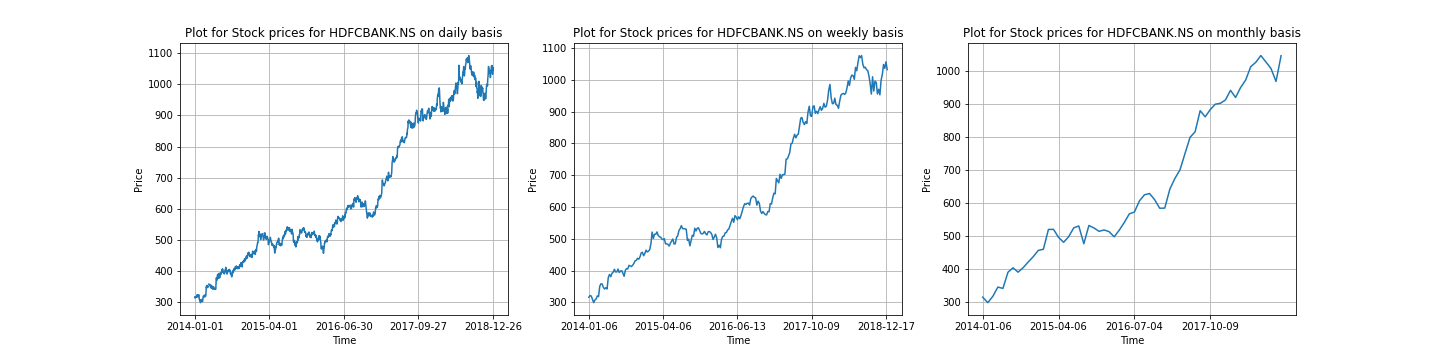 Plot for Stock prices for HDFCBANK.NS on daily basis
Price
1100
1000
900
800
700
600
500
400
300
2014-01-01 2015-04-01 2016-06-30 2017-09-27 2018-12-26
Time
Plot for Stock prices for HDFCBANK.NS on weekly basis
Price
1100
1000
900
800
700
600
500
400
300
2014-01-06 2015-04-06 2016-06-13 2017-10-09 2018-12-17
Time
Plot for Stock prices for HDFCBANK.NS on monthly basis
Price
1000
900
800
700
600
500
400
300
2014-01-06 2015-04-06 2016-07-04 2017-10-09
Time